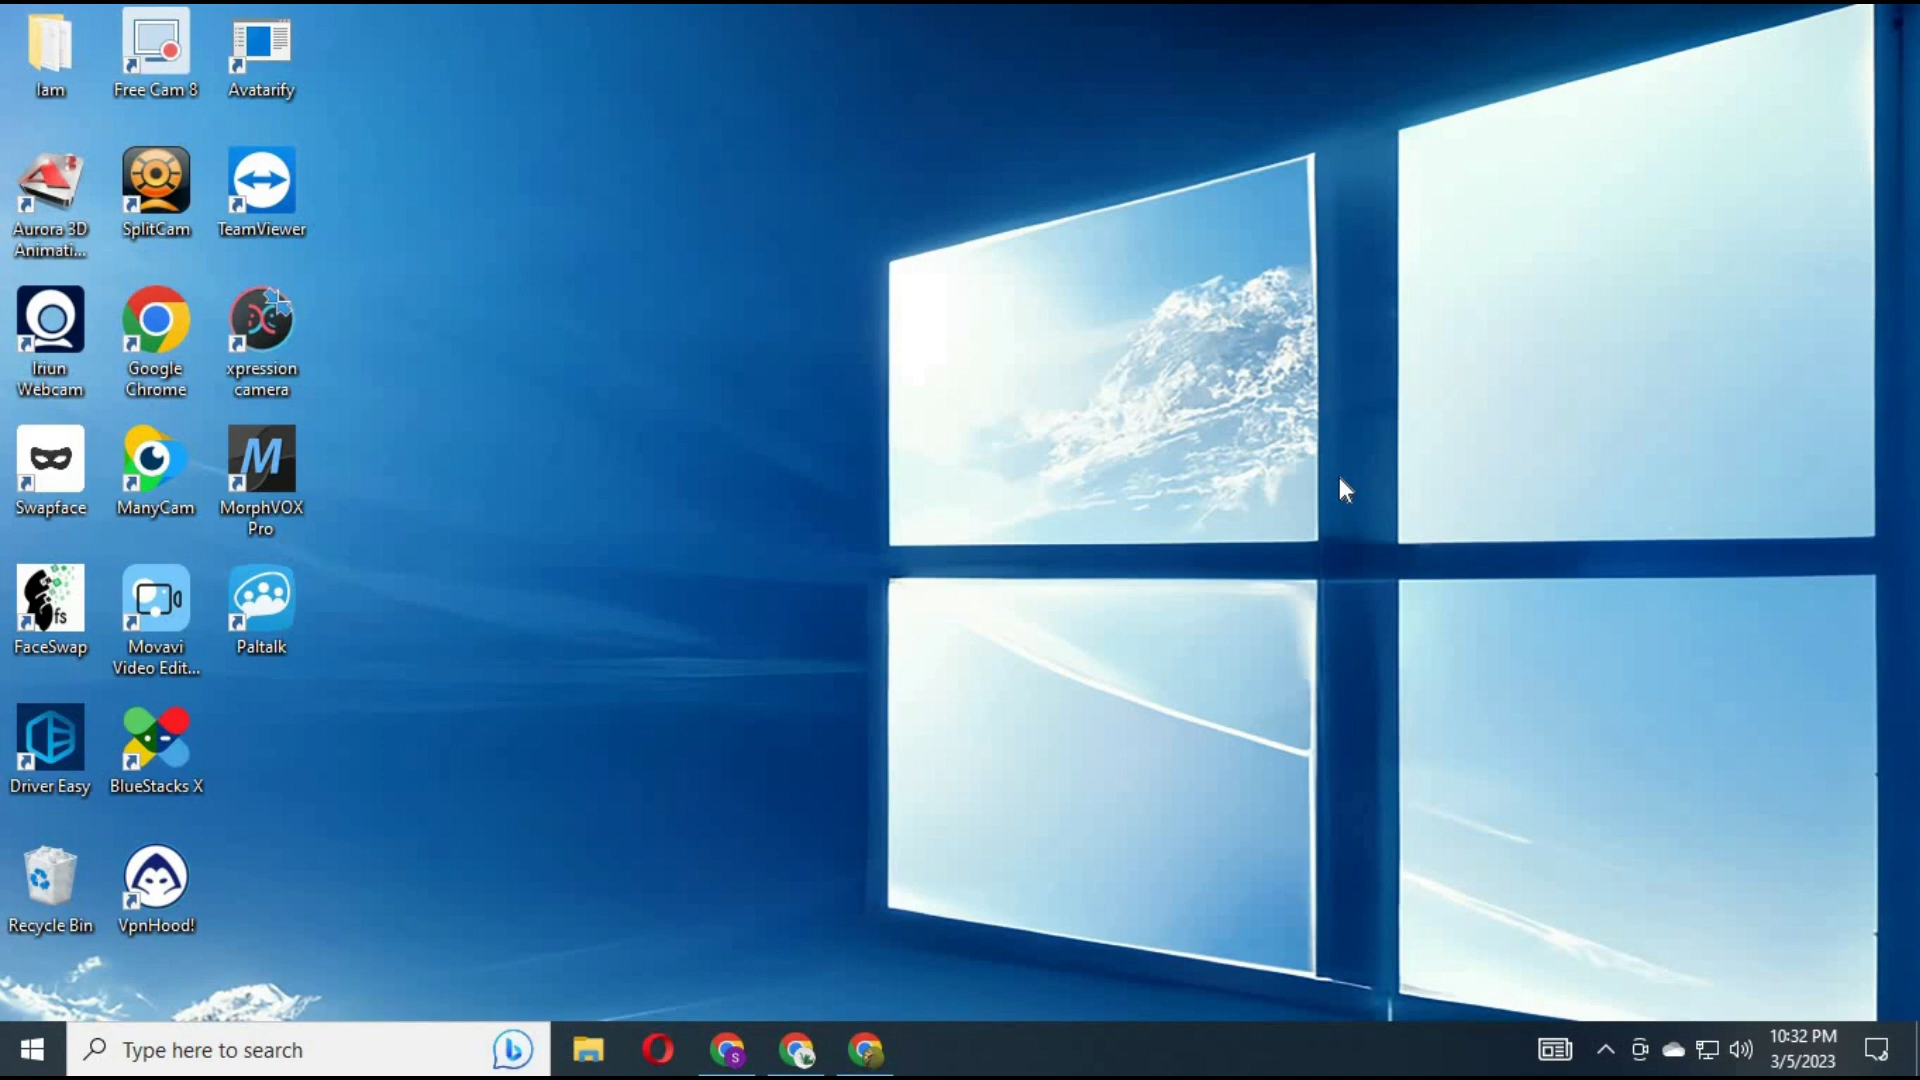 Iam
Free Cam 8
Avatarify
Aurora 3D
Animati...
SplitCam
TeamViewer
Iriun
Webcam
Google
Chrome
xpression
camera
Swapface
ManyCam
M
MorphVOX
Pro
fs
FaceSwap
Movavi
Video Edit...
Paltalk
Driver Easy
BlueStacks X
Recycle Bin
VpnHood!
Type here to search
S
10:32 PM
3/5/2023